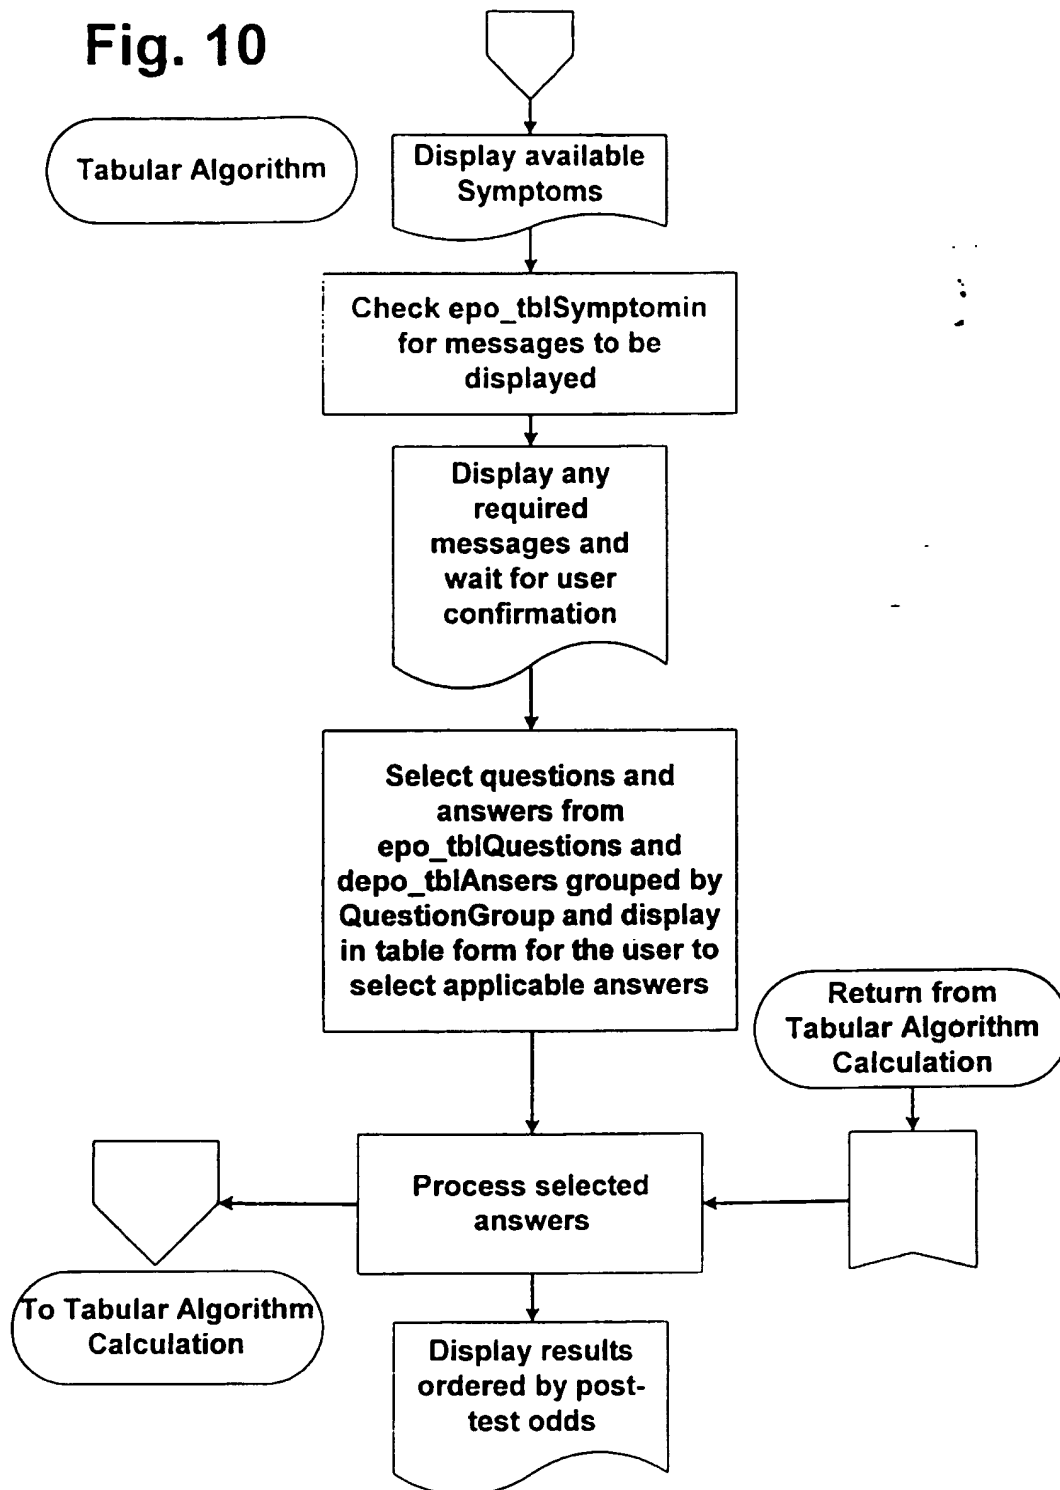 Fig. 10
Tabular Algorithm
Display available
Symptoms
Check epo_tblSymptomin
for messages to be
displayed
Display any
required
messages and
wait for user
confirmation
Select questions and
answers from
epo_tblQuestions and
depo_tblAnsers grouped by
QuestionGroup and display
in table form for the user to
select applicable answers
Return from
Tabular Algorithm
Calculation
Process selected
answers
To Tabular Algorithm
Calculation
Display results
ordered by post-
test odds